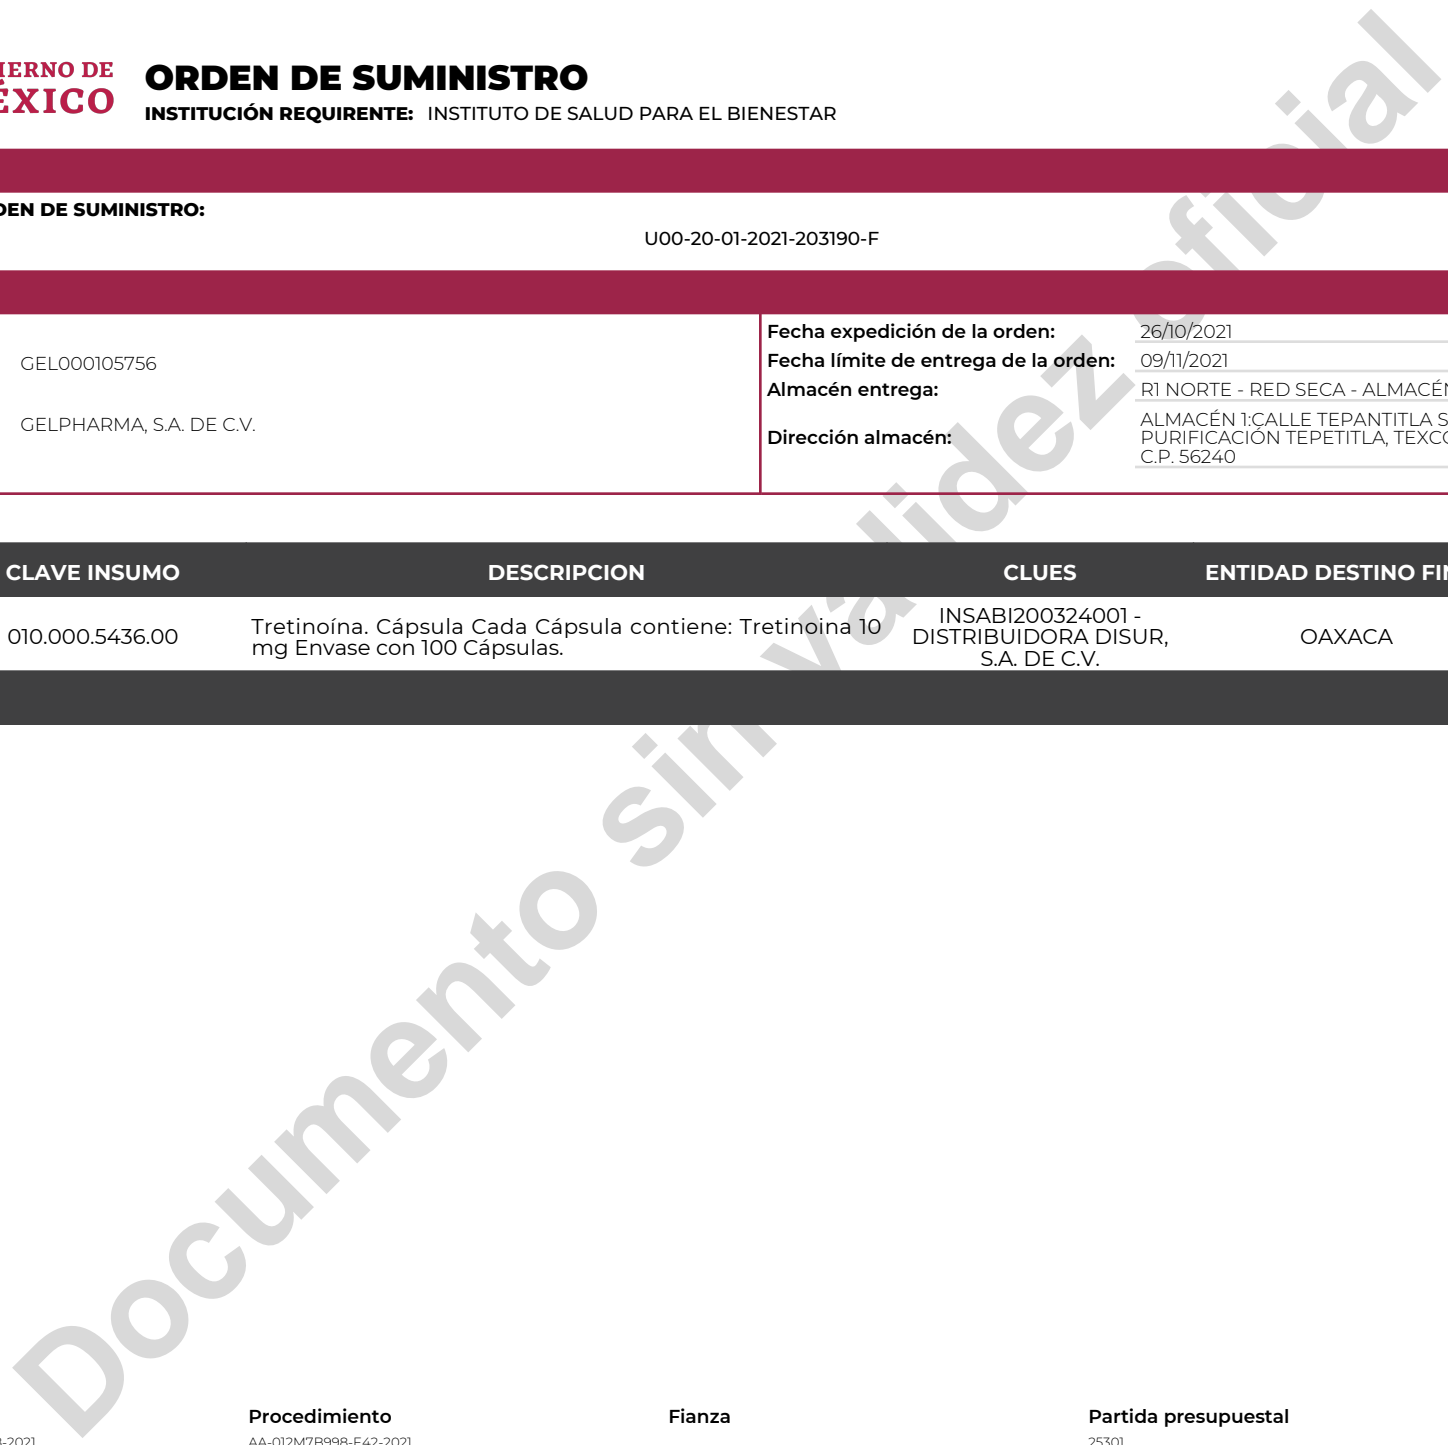 IERNO DE
ÉXICO
ORDEN DE SUMINISTRO
INSTITUCIÓN REQUIRENTE: INSTITUTO DE SALUD PARA EL BIENESTAR
DEN DE SUMINISTRO:
U00-20-01-2021-203190-F
GEL000105756
GELPHARMA, S.A. DE C.V.
Fecha expedición de la orden: 26/10/2021
Fecha límite de entrega de la orden: 09/11/2021
Almacén entrega: R1 NORTE - RED SECA - ALMACÉN
Dirección almacén: ALMACÉN 1:CALLE TEPANTITLA S
PURIFICACIÓN TEPETITLA, TEXCO
C.P. 56240
CLAVE INSUMO DESCRIPCION CLUES ENTIDAD DESTINO FIN
010.000.5436.00
Tretinoína. Cápsula Cada Cápsula contiene: Tretinoina 10
mg Envase con 100 Cápsulas.
INSABI200324001 -
DISTRIBUIDORA DISUR,
S.A. DE C.V.
OAXACA
Documento sin validez oficial
Procedimiento Fianza Partida presupuestal
-2021 AA-012M7B998-E42-2021 25301